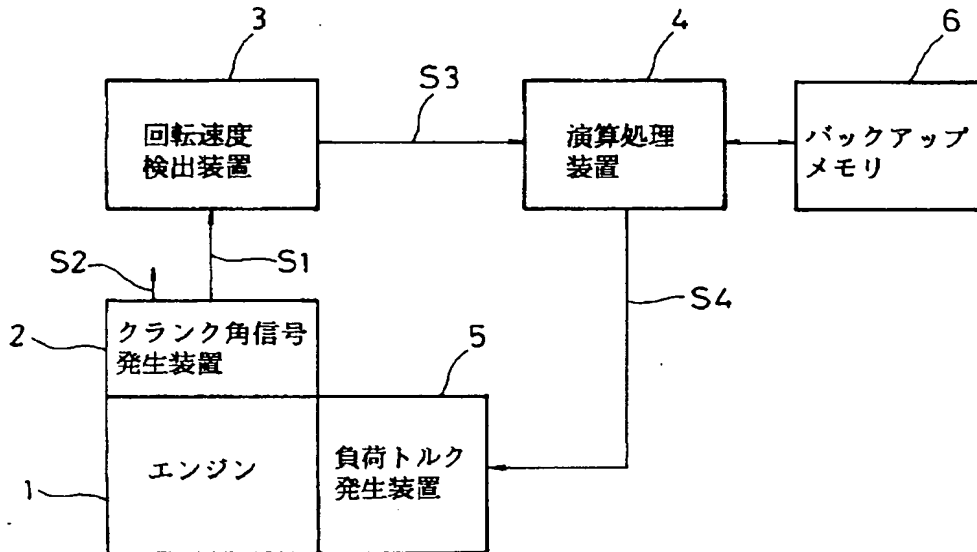 3
4
6
S3
回転速度
検出装置
演算処理
装置
バックアップ
メモリ
S2
S1
S4
2
クランク角信号
発生装置
5
エンジン
負荷トルク
発生装置
1